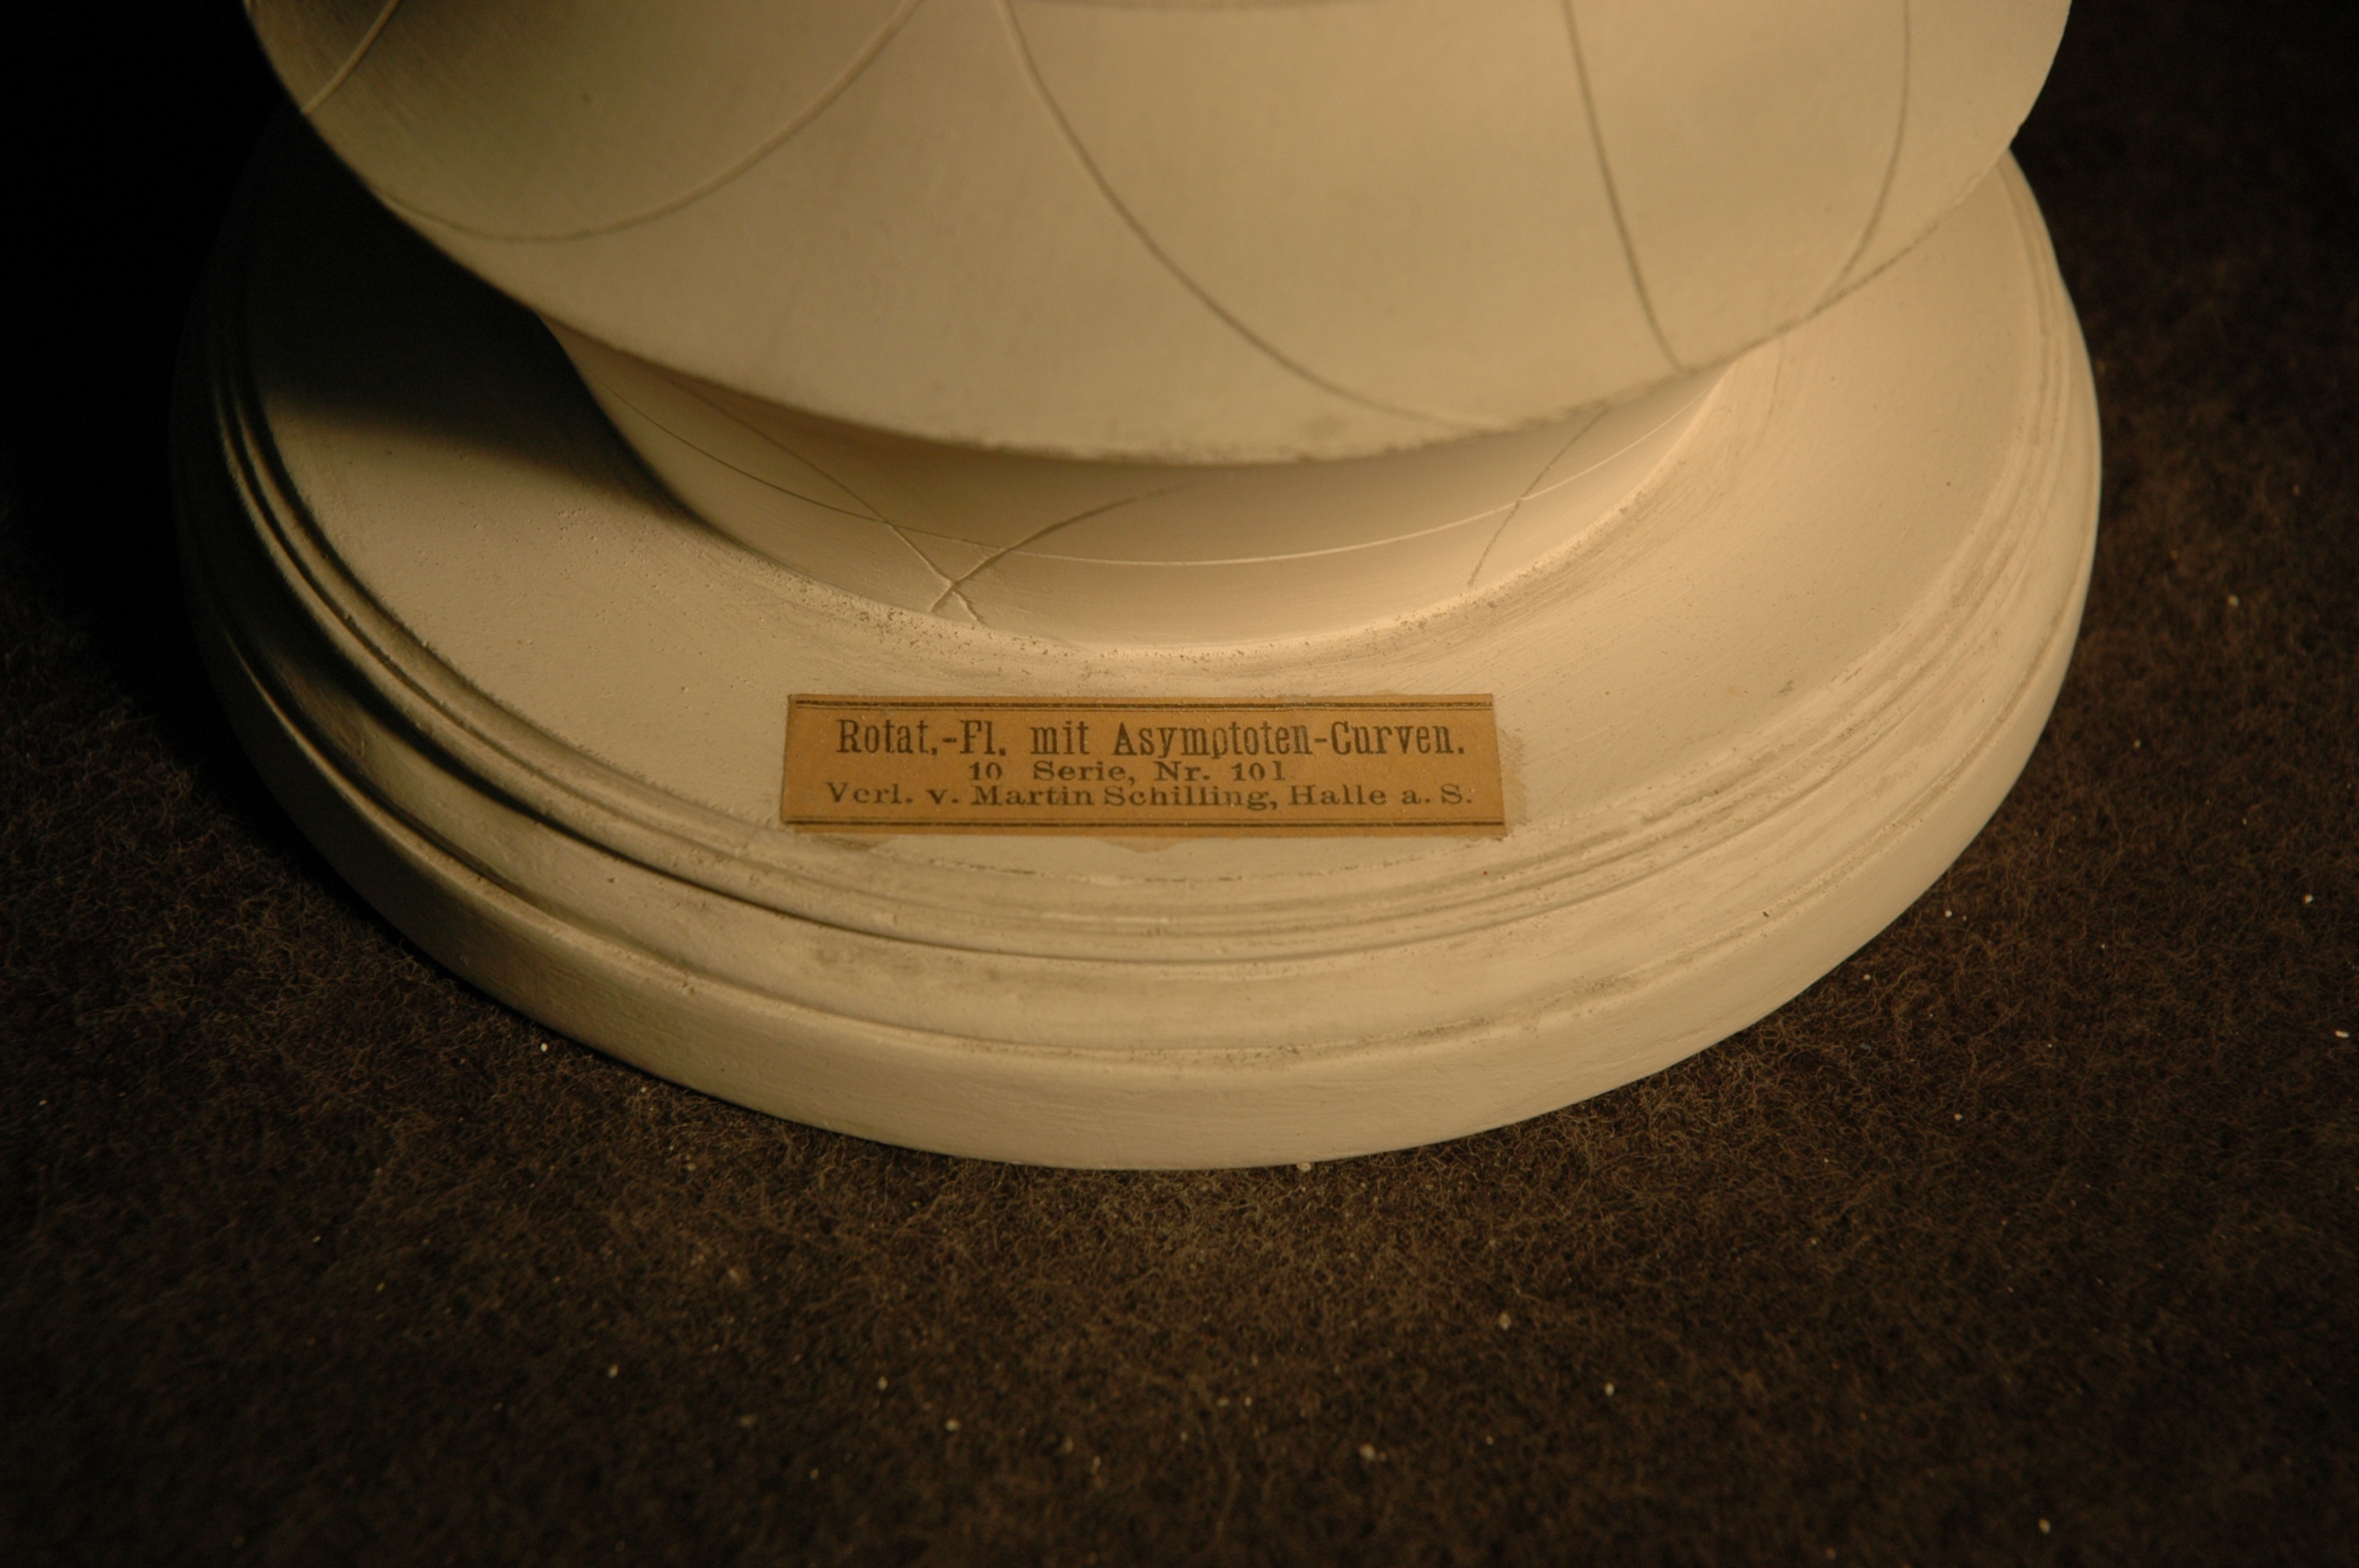 Rotat.-Fl. mit Asymptoten-Curven.
10 Serie, Nr. 101
Verl. v. Martin Schilling, Halle a. S.